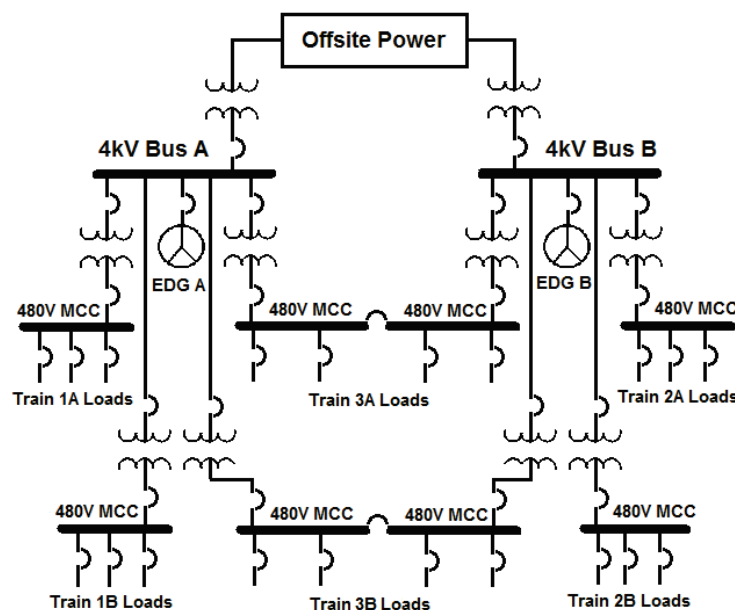 Offsite Power
4kV Bus A
4kV Bus B
EDG A
EDG B
480V MCC
480V MCC
480V MCC
480V MCC
Train 1A Loads
Train 3A Loads
Train 2A Loads
480V MCC
480V MCC
480V MCC
480V MCC
Train 1B Loads
Train 3B Loads
Train 2B Loads